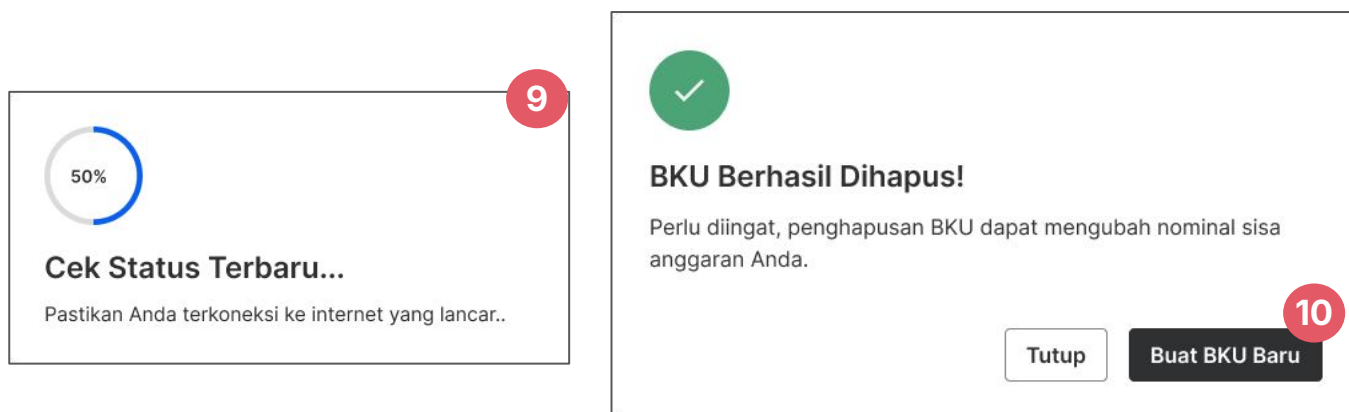 9
50%
Cek Status Terbaru...
Pastikan Anda terkoneksi ke internet yang lancar..
BKU Berhasil Dihapus!
Perlu diingat, penghapusan BKU dapat mengubah nominal sisa
anggaran Anda.
10
Tutup
Buat BKU Baru